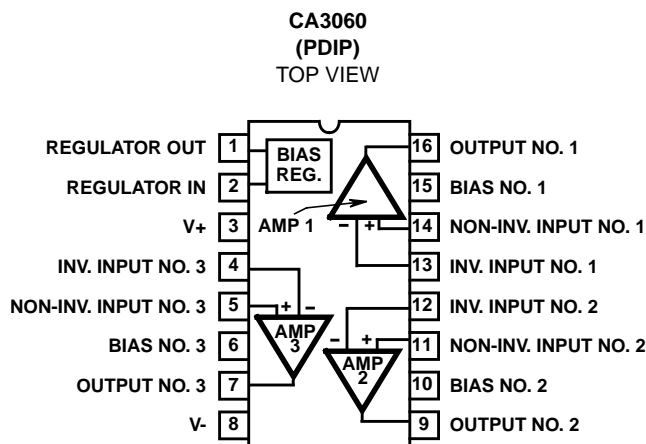 CA3060
(PDIP)
TOP VIEW
REGULATOR OUT 1 BIAS REG. 16 OUTPUT NO. 1
REGULATOR IN 2 15 BIAS NO. 1
V+ 3 AMP 1 − + 14 NON-INV. INPUT NO. 1
INV. INPUT NO. 3 4 13 INV. INPUT NO. 1
NON-INV. INPUT NO. 3 5 + − 12 INV. INPUT NO. 2
BIAS NO. 3 6 AMP 3 − + 11 NON-INV. INPUT NO. 2
OUTPUT NO. 3 7 AMP 2 10 BIAS NO. 2
V- 8 9 OUTPUT NO. 2